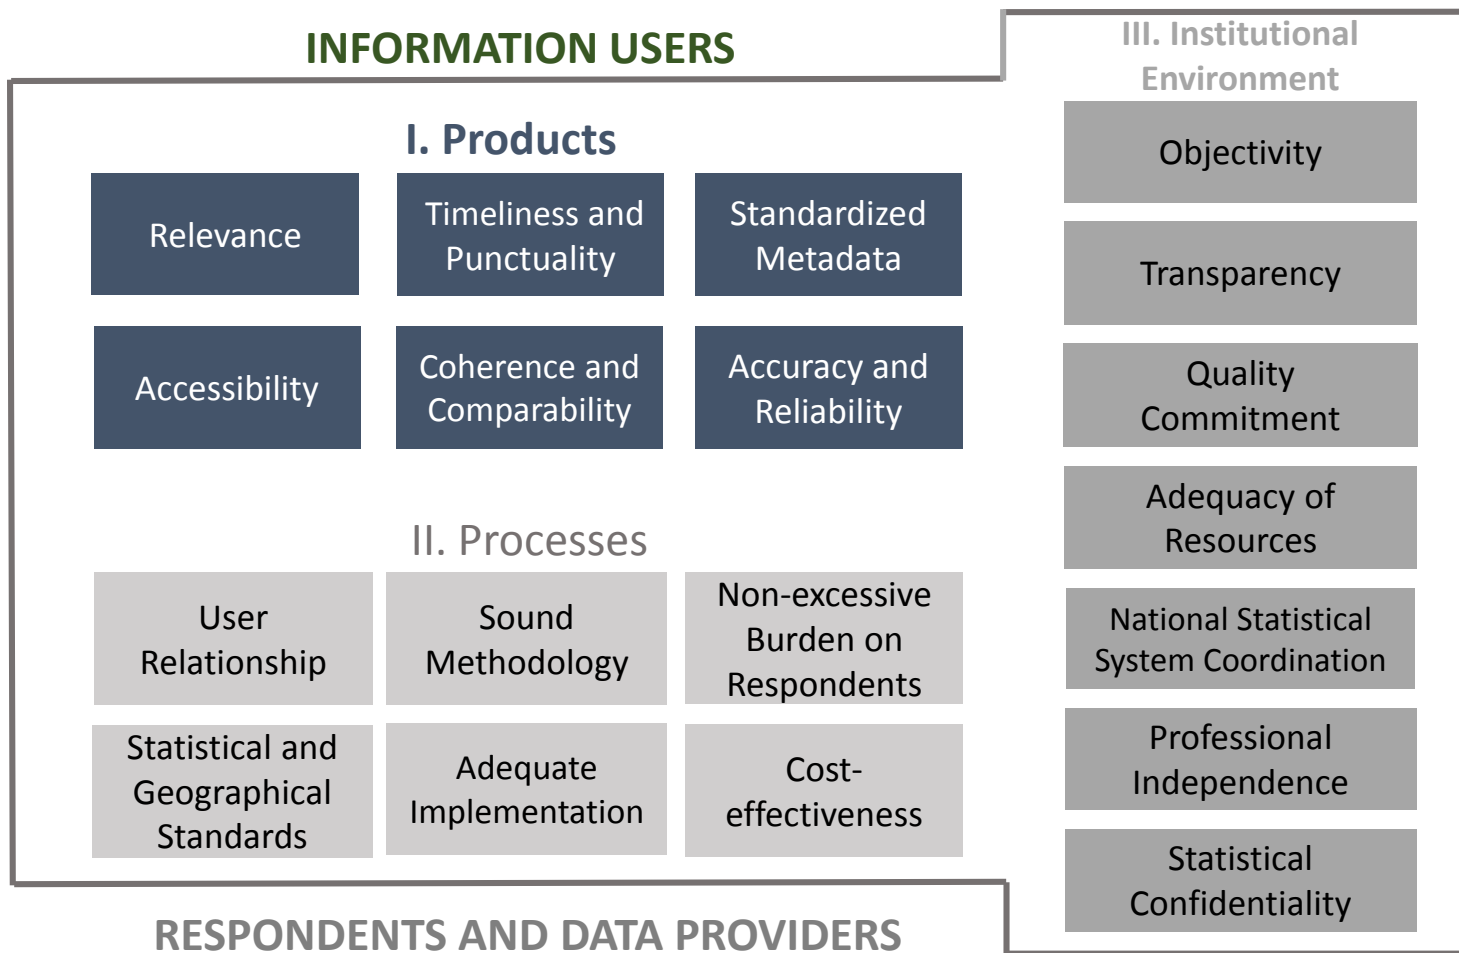 INFORMATION USERS
I. Products
Relevance
Timeliness and
Punctuality
Standardized
Metadata
Accessibility
Coherence and
Comparability
Accuracy and
Reliability
II. Processes
User
Relationship
Sound
Methodology
Non-excessive
Burden on
Respondents
Statistical and
Geographical
Standards
Adequate
Implementation
Cost-
effectiveness
RESPONDENTS AND DATA PROVIDERS
III. Institutional
Environment
Objectivity
Transparency
Quality
Commitment
Adequacy of
Resources
National Statistical
System Coordination
Professional
Independence
Statistical
Confidentiality